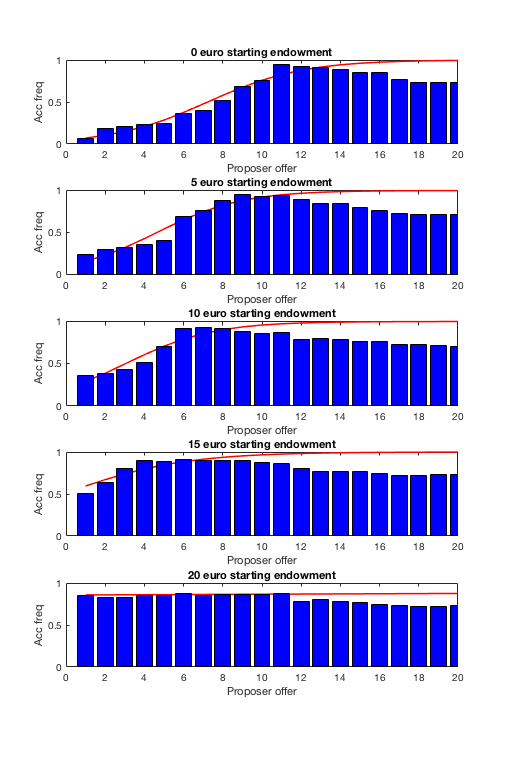 0 euro starting endowment
1
0.5
0
Acc freq
0 2 4 6 8 10 12 14 16 18 20
Proposer offer
5 euro starting endowment
1
0.5
0
Acc freq
0 2 4 6 8 10 12 14 16 18 20
Proposer offer
10 euro starting endowment
1
0.5
0
Acc freq
0 2 4 6 8 10 12 14 16 18 20
Proposer offer
15 euro starting endowment
1
0.5
0
Acc freq
0 2 4 6 8 10 12 14 16 18 20
Proposer offer
20 euro starting endowment
1
0.5
0
Acc freq
0 2 4 6 8 10 12 14 16 18 20
Proposer offer